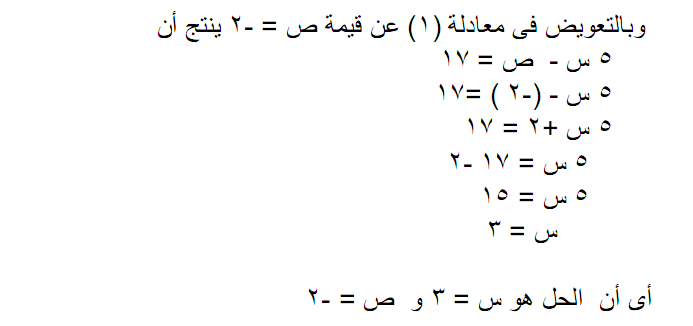 وبالتعويض فى معادلة (١) عن قيمة ص = -٢ ينتج أن
٥ س - ص = ١٧
٥ س - (-٢ ) =١٧
٥ س +٢ = ١٧
٥ س = ١٧ -٢
٥ س = ١٥
س = ٣
أى أن الحل هو س = ٣ و ص = -٢